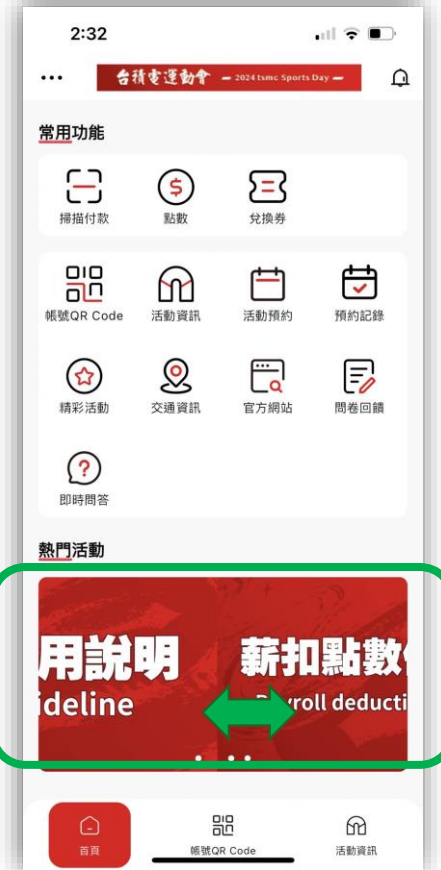 2:32
台積電運動會 – 2024 tsmc Sports Day –
常用功能
掃描付款 點數 兌換券
帳號QR Code 活動資訊 活動預約 預約記錄
精彩活動 交通資訊 官方網站 問卷回饋
即時問答
熱門活動
用說明 薪扣點數
ideline roll deducti
首頁 帳號QR Code 活動資訊